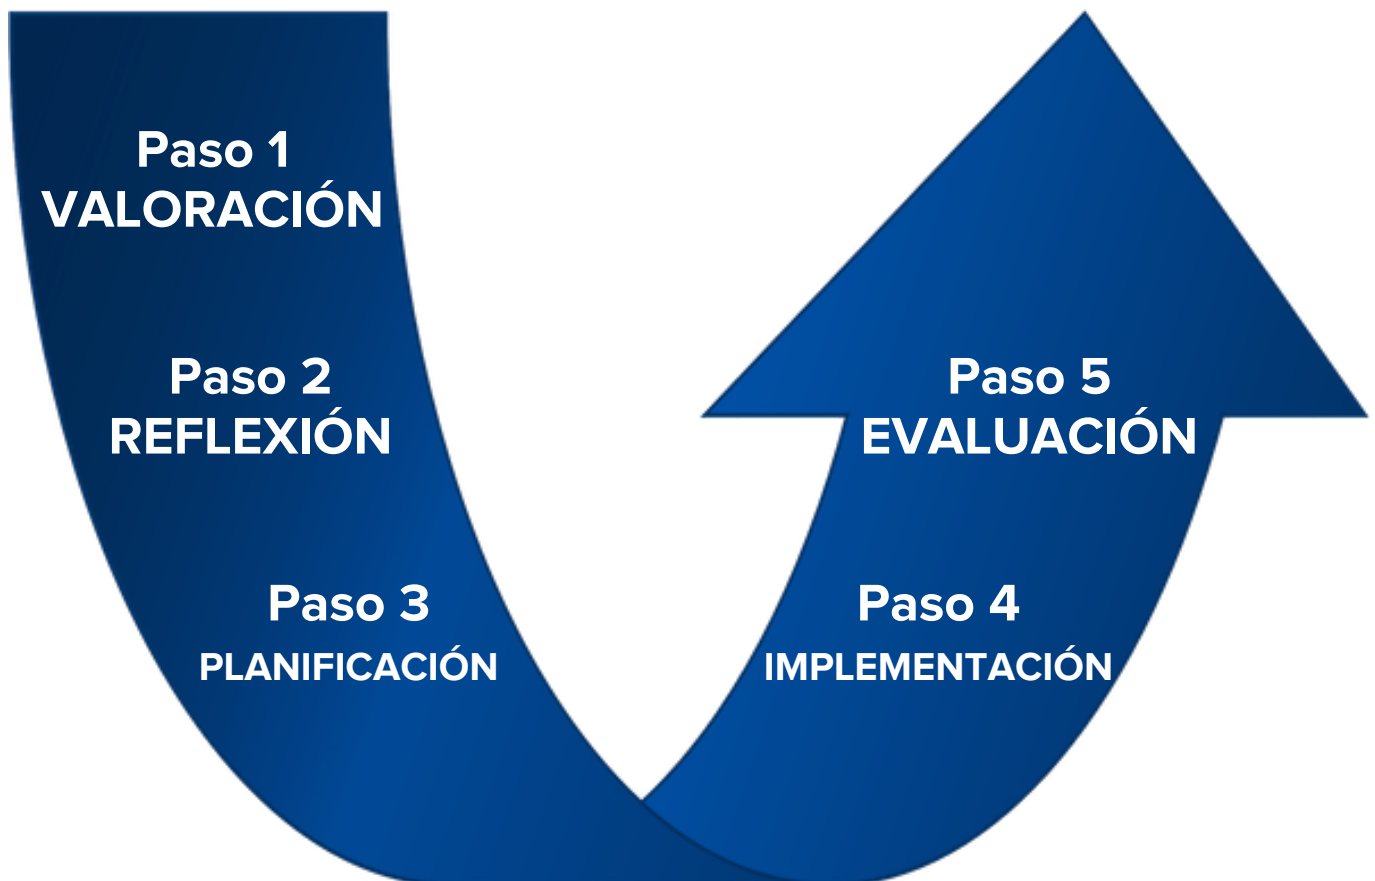 Paso 1
VALORACIÓN
Paso 2
REFLEXIÓN
Paso 3
PLANIFICACIÓN
Paso 4
IMPLEMENTACIÓN
Paso 5
EVALUACIÓN